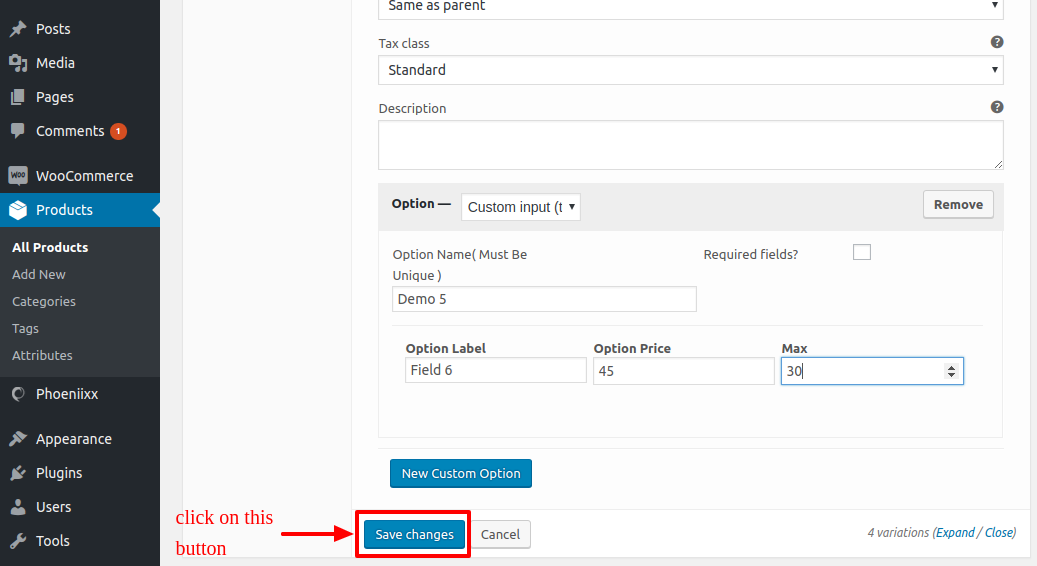 Posts
Media
Pages
Comments 1
WooCommerce
Products
All Products
Add New
Categories
Tags
Attributes
Phoeniixx
Appearance
Plugins
Users
Tools
Same as parent
Tax class
?
Standard
Description
?
Option —
Custom input (t
Remove
Option Name( Must Be
Unique )
Required fields?
Demo 5
Option Label
Option Price
Max
Field 6
45
30
New Custom Option
click on this
button
Save changes
Cancel
4 variations (Expand / Close)